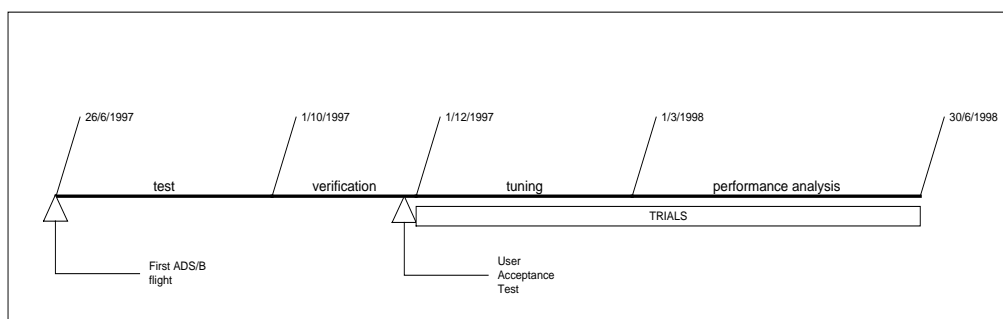 26/6/1997
1/10/1997
1/12/1997
1/3/1998
30/6/1998
test
verification
tuning
performance analysis
TRIALS
First ADS/B
flight
User
Acceptance
Test